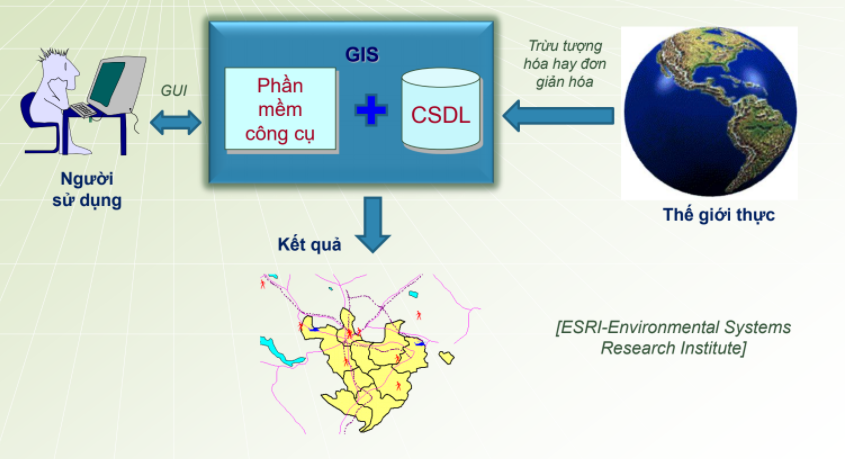 GIS
Trừu tượng
hóa hay đơn
giản hóa
GUI
Phần
mềm
công cụ
CSDL
Người
sử dụng
Thế giới thực
Kết quả
[ESRI-Environmental Systems
Research Institute]